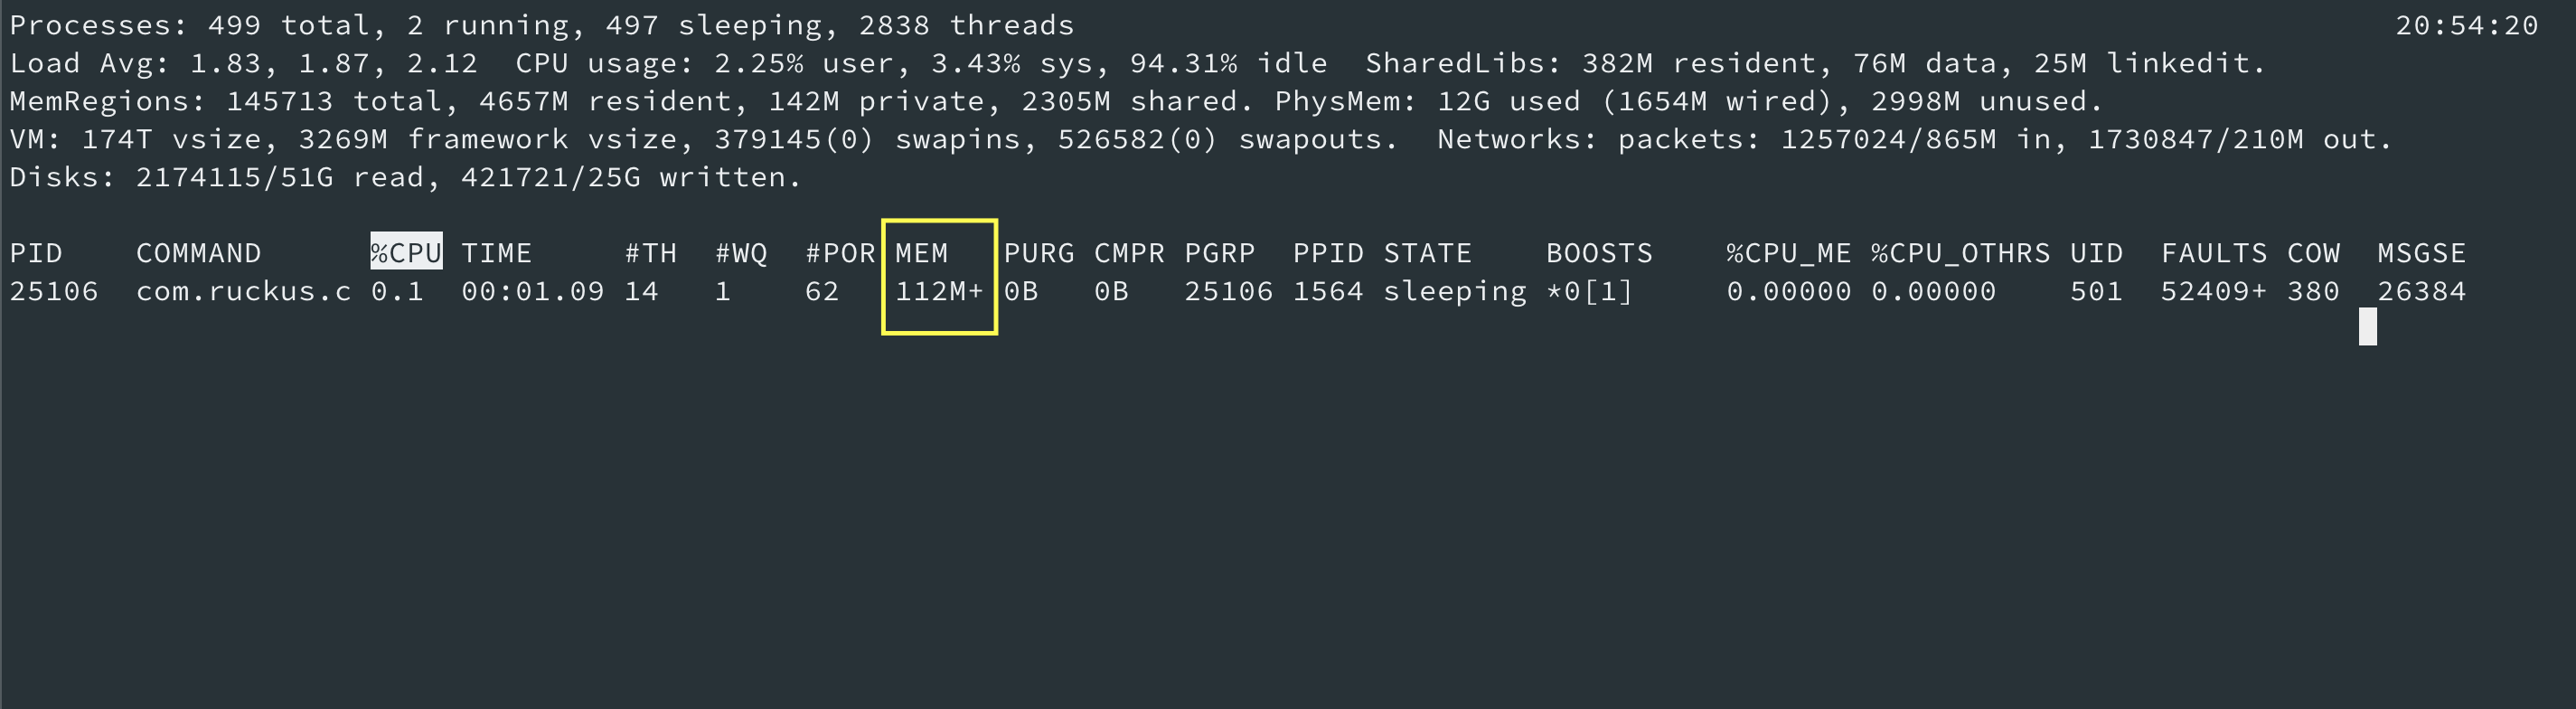 Processes: 499 total, 2 running, 497 sleeping, 2838 threads 20:54:20
Load Avg: 1.83, 1.87, 2.12 CPU usage: 2.25% user, 3.43% sys, 94.31% idle SharedLibs: 382M resident, 76M data, 25M linkedit.
MemRegions: 145713 total, 4657M resident, 142M private, 2305M shared. PhysMem: 12G used (1654M wired), 2998M unused.
VM: 174T vsize, 3269M framework vsize, 379145(0) swapins, 526582(0) swapouts. Networks: packets: 1257024/865M in, 1730847/210M out.
Disks: 2174115/51G read, 421721/25G written.
PID COMMAND %CPU TIME #TH #WQ #POR MEM PURG CMPR PGRP PPID STATE BOOSTS %CPU_ME %CPU_OTHRS UID FAULTS COW MSGSE
25106 com.ruckus.c 0.1 00:01.09 14 1 62 112M+ 0B 0B 25106 1564 sleeping *0[1] 0.00000 0.00000 501 52409+ 380 26384